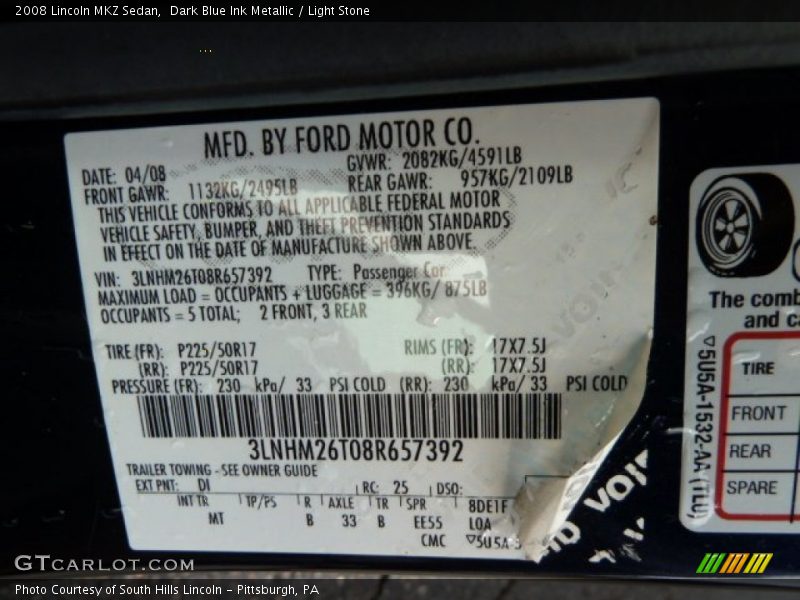 2008 Lincoln MKZ Sedan,  Dark Blue Ink Metallic / Light Stone
MFD. BY FORD MOTOR CO.
DATE: 04/08 GVWR: 2082KG/4591LB
FRONT GAWR: 1132KG/2495LB REAR GAWR: 957KG/2109LB
THIS VEHICLE CONFORMS TO ALL APPLICABLE FEDERAL MOTOR
VEHICLE SAFETY, BUMPER, AND THEFT PREVENTION STANDARDS
IN EFFECT ON THE DATE OF MANUFACTURE SHOWN ABOVE.
VIN: 3LNHM26T08R657392 TYPE: Passenger Car
MAXIMUM LOAD = OCCUPANTS + LUGGAGE = 396KG/ 875LB
OCCUPANTS = 5 TOTAL; 2 FRONT, 3 REAR
TIRE (FR): P225/50R17 RIMS (FR): 17X7.5J
(RR): P225/50R17 (RR): 17X7.5J
PRESSURE (FR): 230 kPa/ 33 PSI COLD (RR): 230 kPa/ 33 PSI COLD
3LNHM26T08R657392
TRAILER TOWING - SEE OWNER GUIDE
EXT PNT: DI RC: 25 DSO:
INT TR TP/PS R AXLE TR SPR 8DE1F
MT B 33 B EE55 LOA
CMC ▽5U5A-
VOID
The comb
and ca
▽5U5A-1532-AA (TLU)
TIRE
FRONT
REAR
SPARE
GTCARLOT.COM
Photo Courtesy of South Hills Lincoln – Pittsburgh, PA